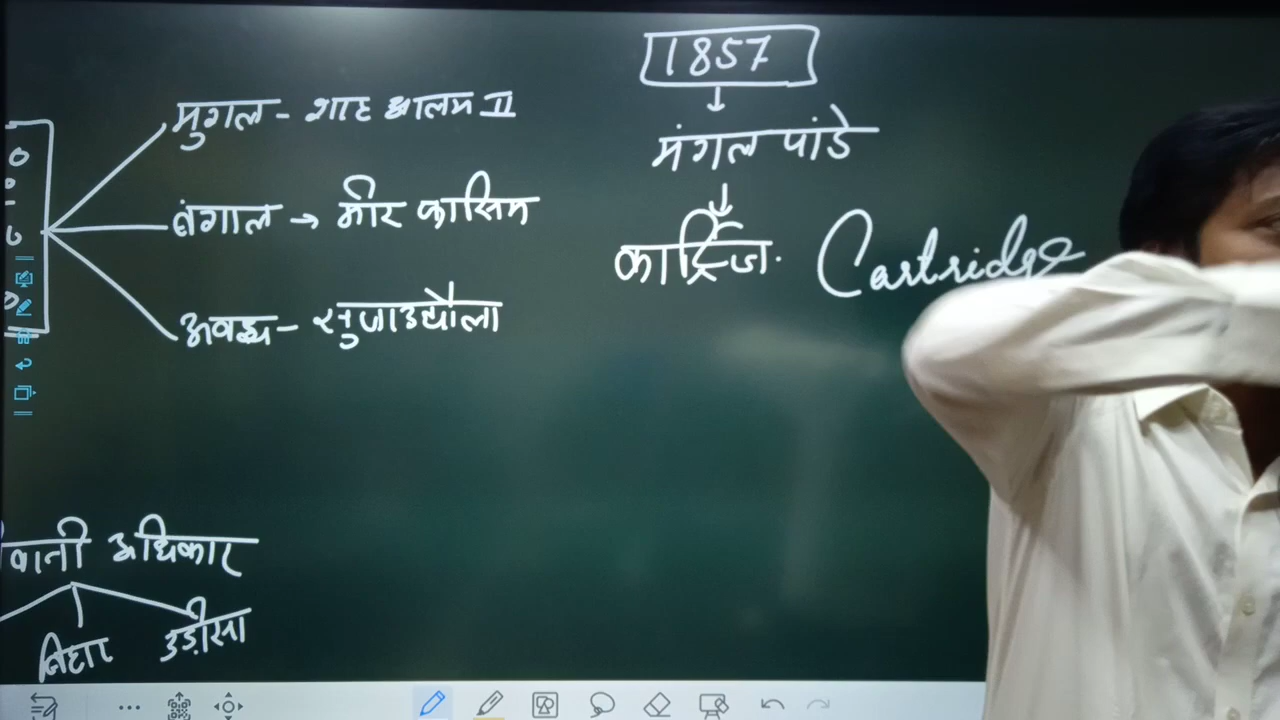 मुगल - शाह आलम II
बंगाल → मीर कासिम
अवध - सुजाउद्यौला
1857
↓
मंगल पांडे
↓
कार्ट्रिज. Cartridge
वानी अधिकार
बिहार उड़ीसा